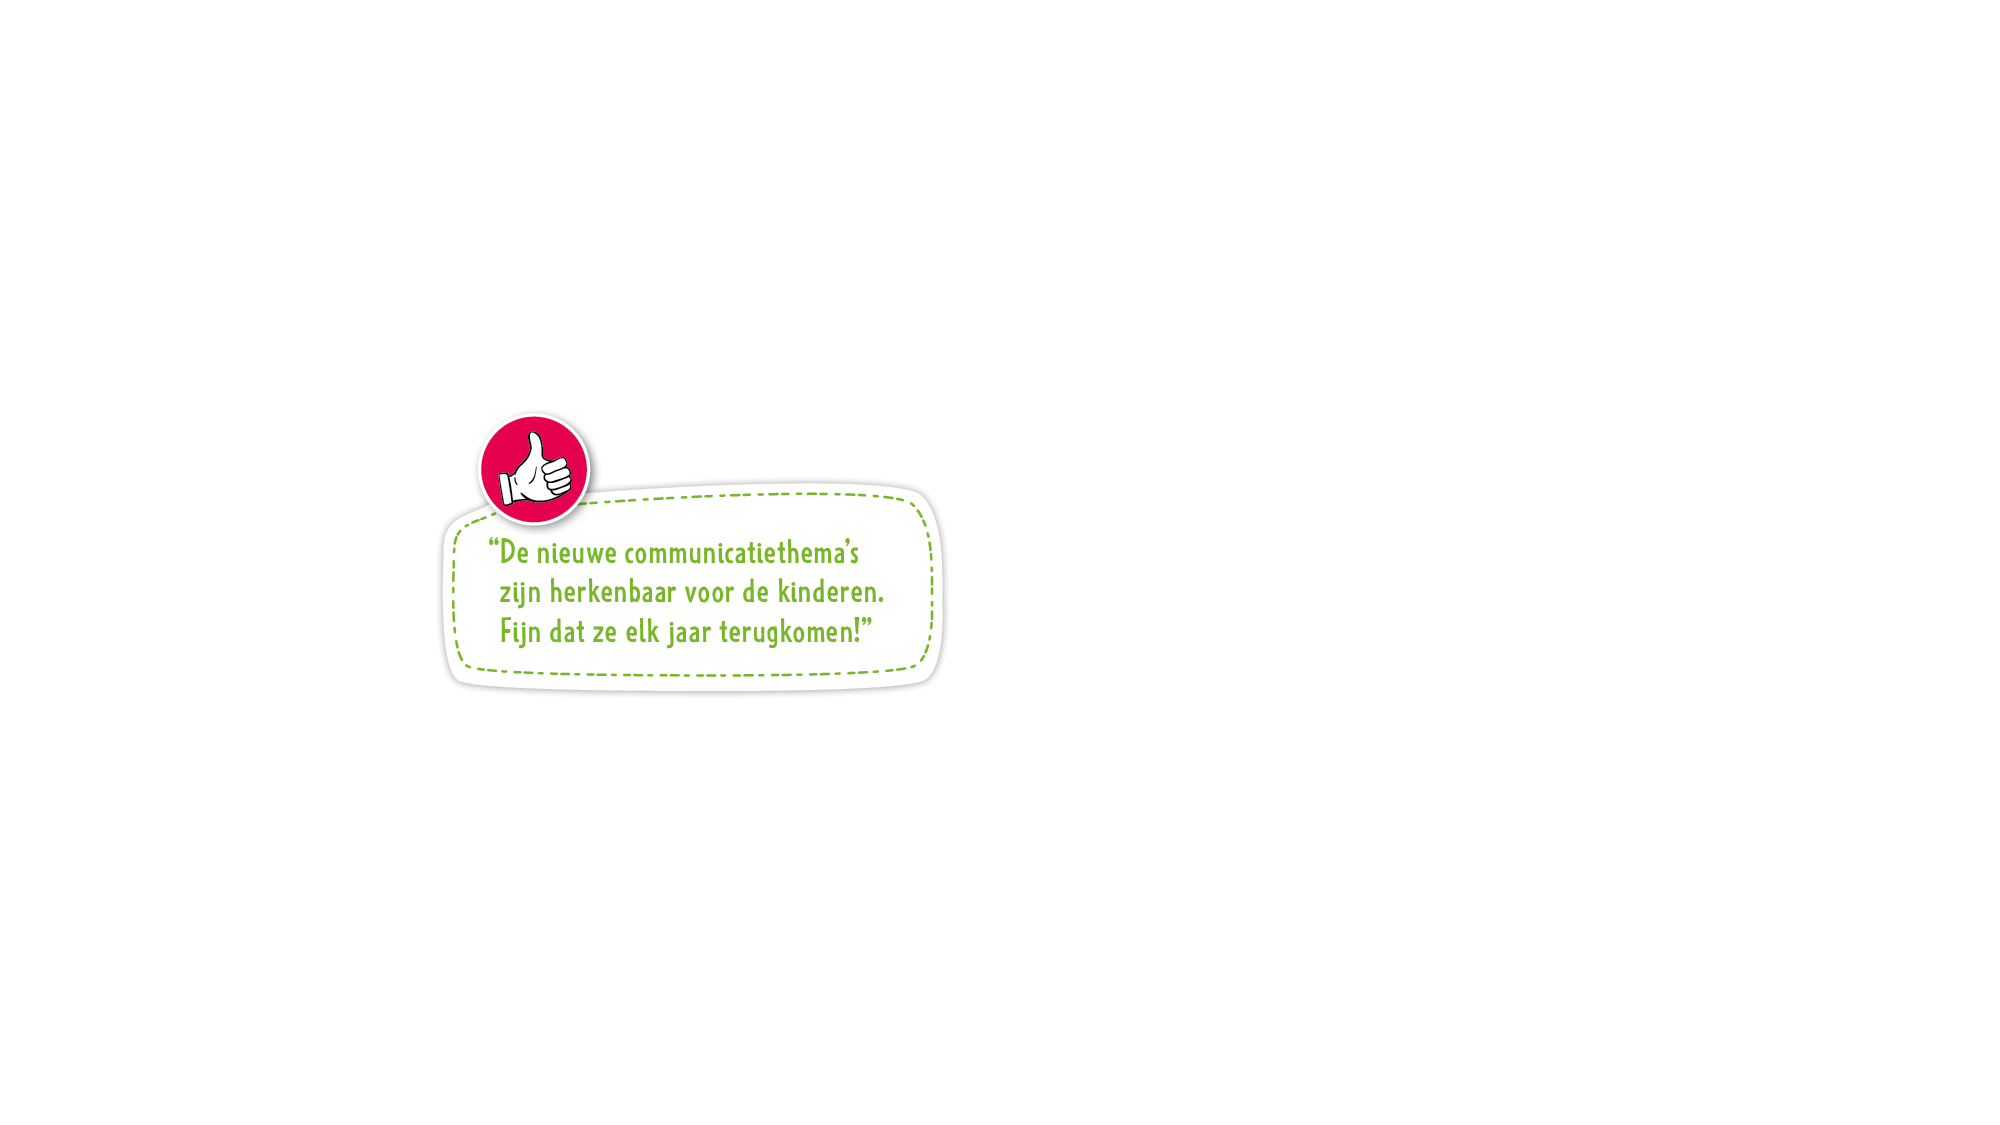 “De nieuwe communicatiethema’s
zijn herkenbaar voor de kinderen.
Fijn dat ze elk jaar terugkomen!”